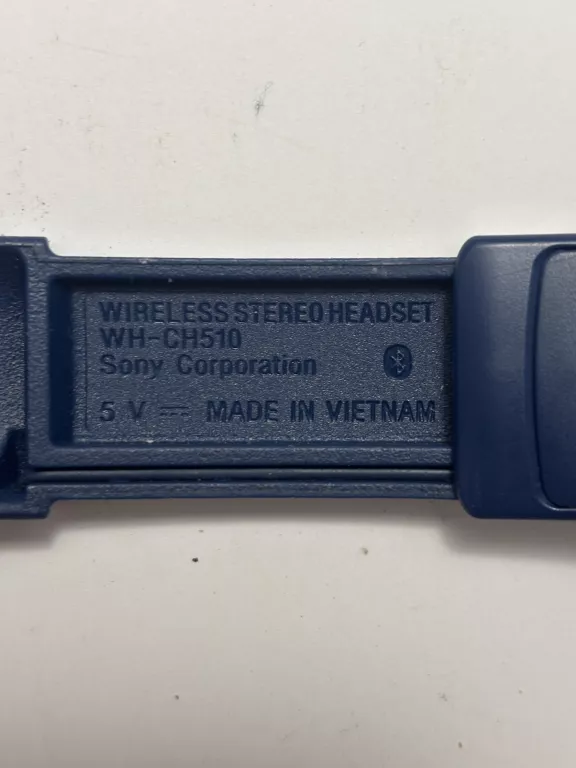 WIRELESS STEREO HEADSET
WH-CH510
Sony Corporation
5 V ⎓ MADE IN VIETNAM